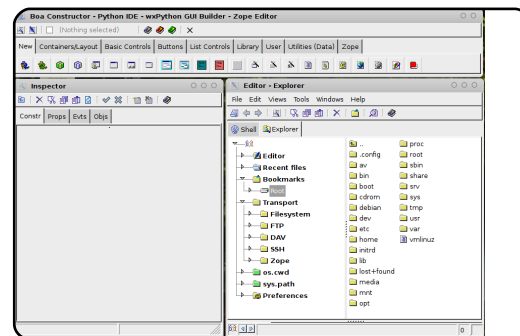 Boa Constructor - Python IDE - wxPython GUI Builder - Zope Editor
(Nothing selected)
New Containers/Layout Basic Controls Buttons List Controls Library User Utilities (Data) Zope
Inspector
Constr Props Evts Objs
Editor - Explorer
File Edit Views Tools Windows Help
Shell Explorer
Editor
Recent files
Bookmarks
Root
Transport
Filesystem
FTP
DAV
SSH
Zope
os.cwd
sys.path
Preferences
..
.config
av
bin
boot
cdrom
debian
dev
etc
home
initrd
lib
lost+found
media
mnt
opt
proc
root
sbin
share
srv
sys
tmp
usr
var
vmlinuz
0